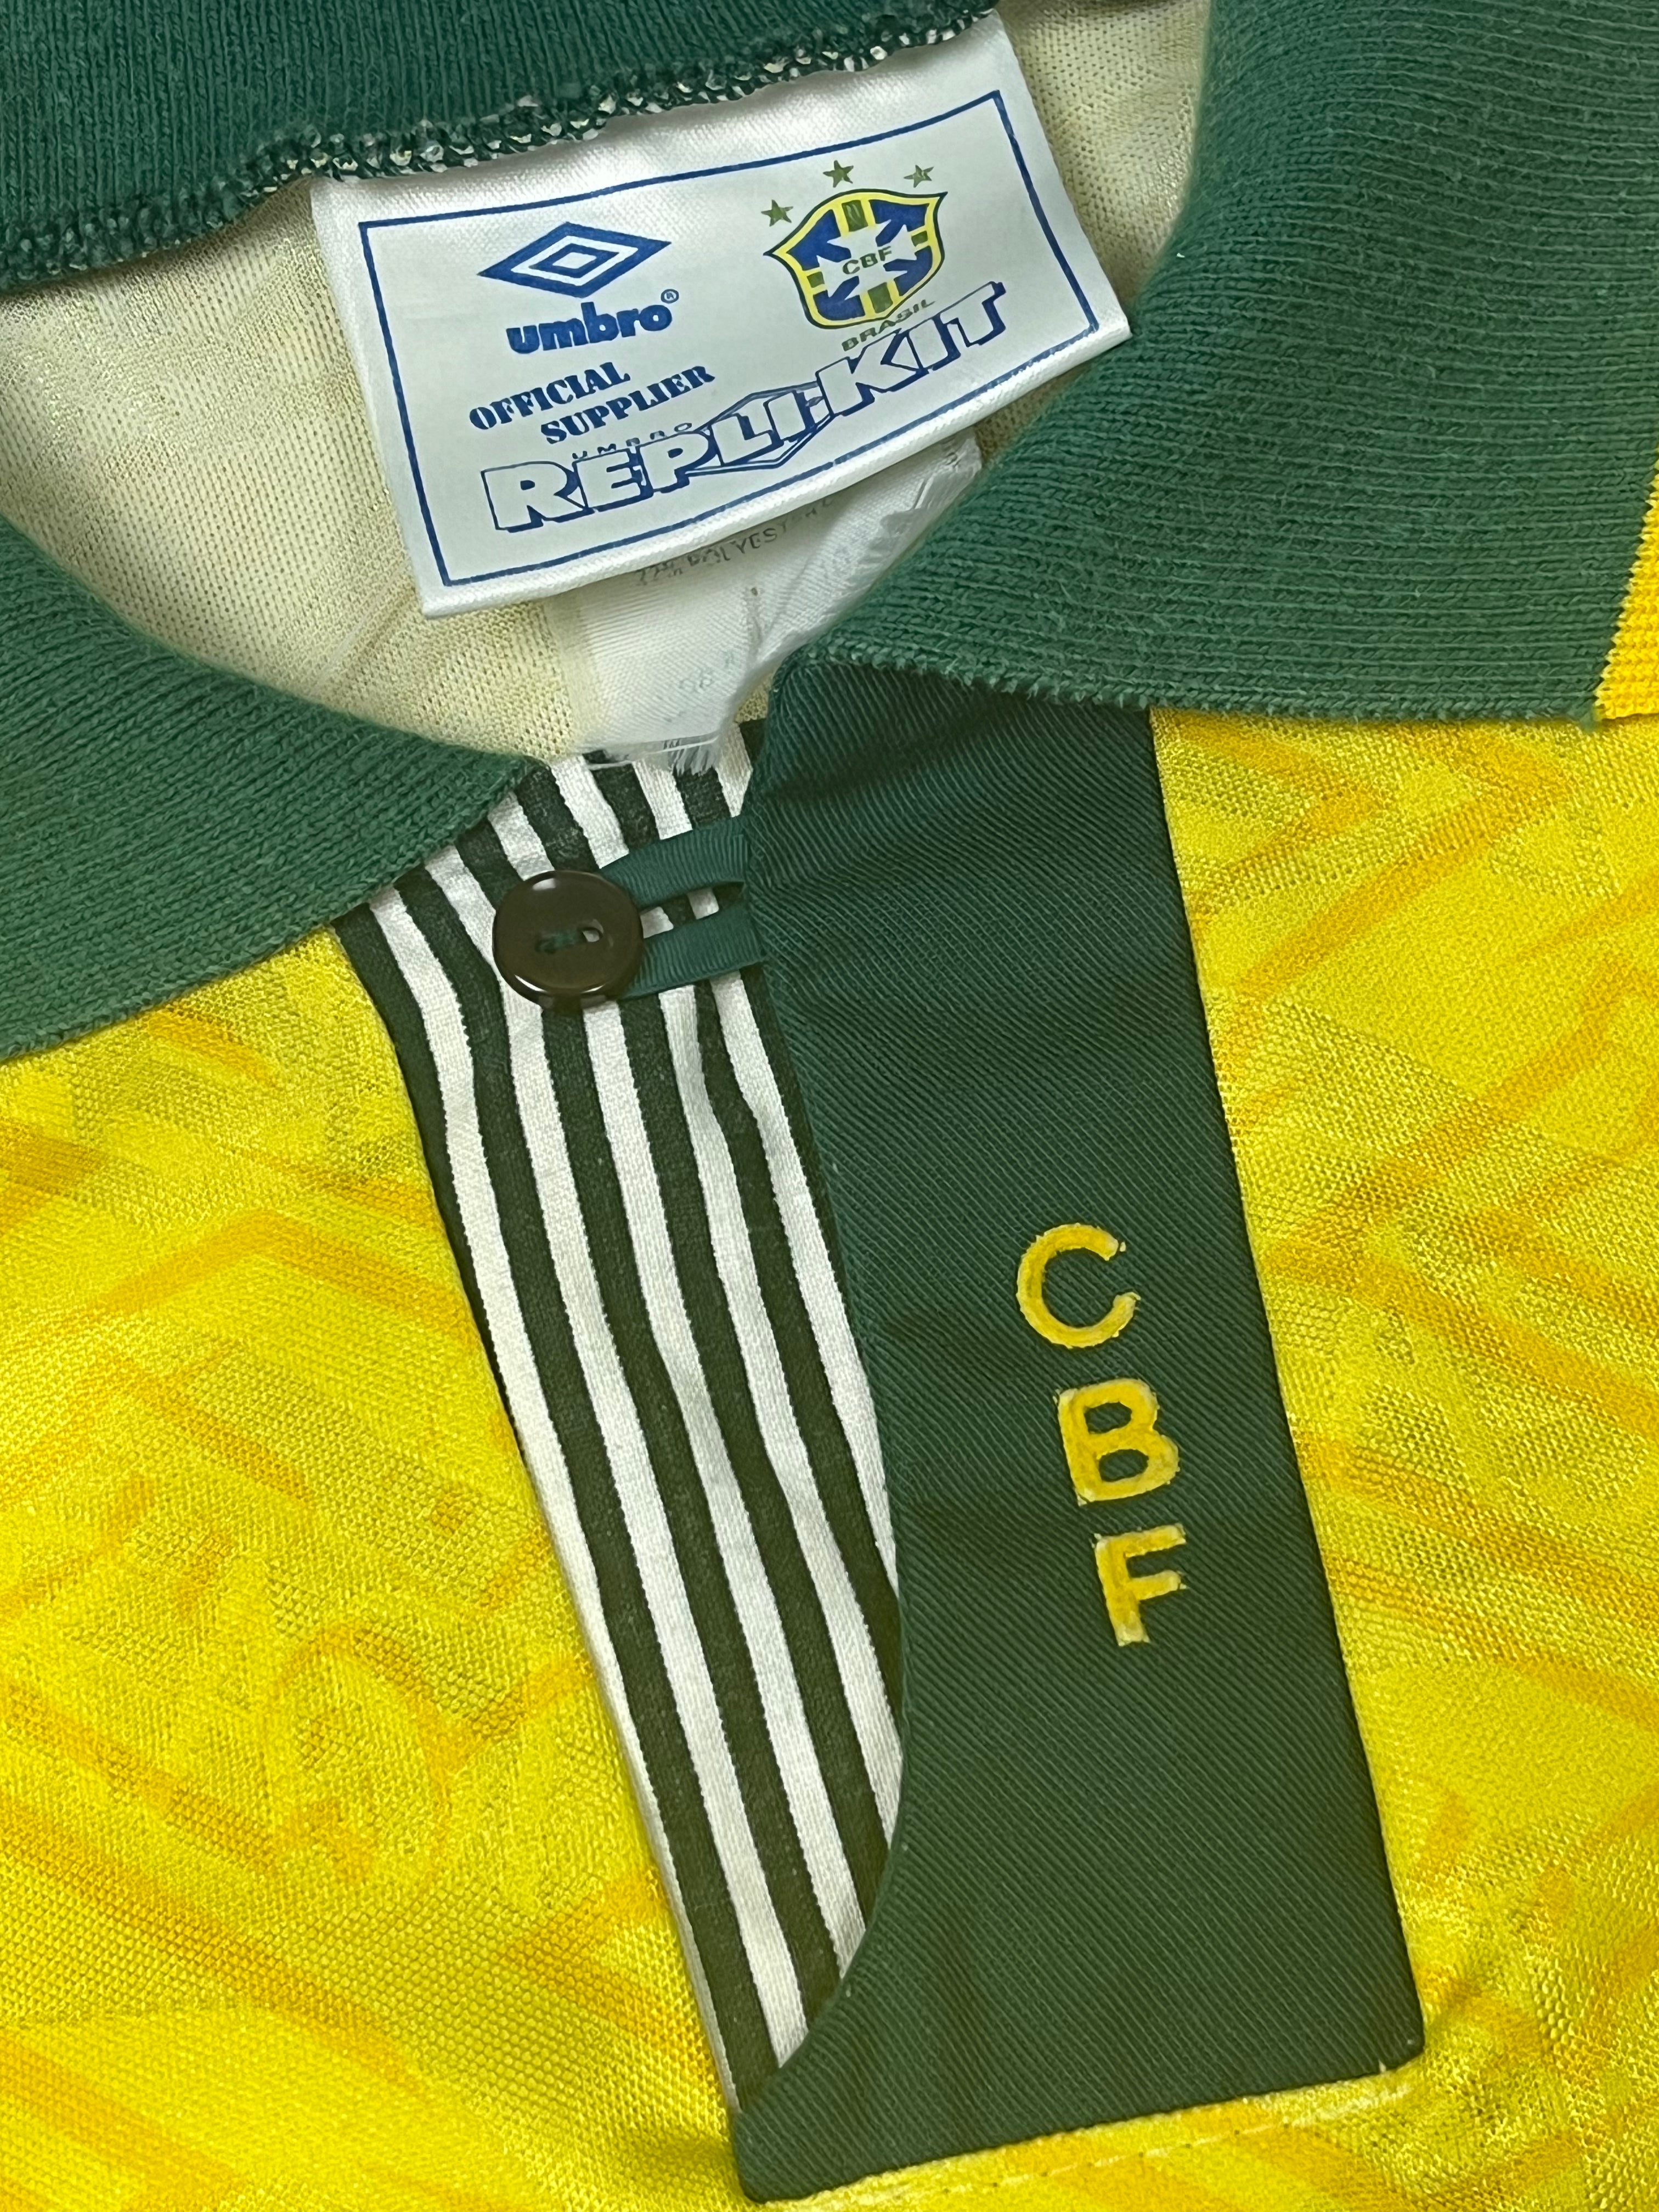 CBF
BRASIL
umbro®
OFFICIAL
SUPPLIER
UMBRO
REPLI-KIT
C
B
F